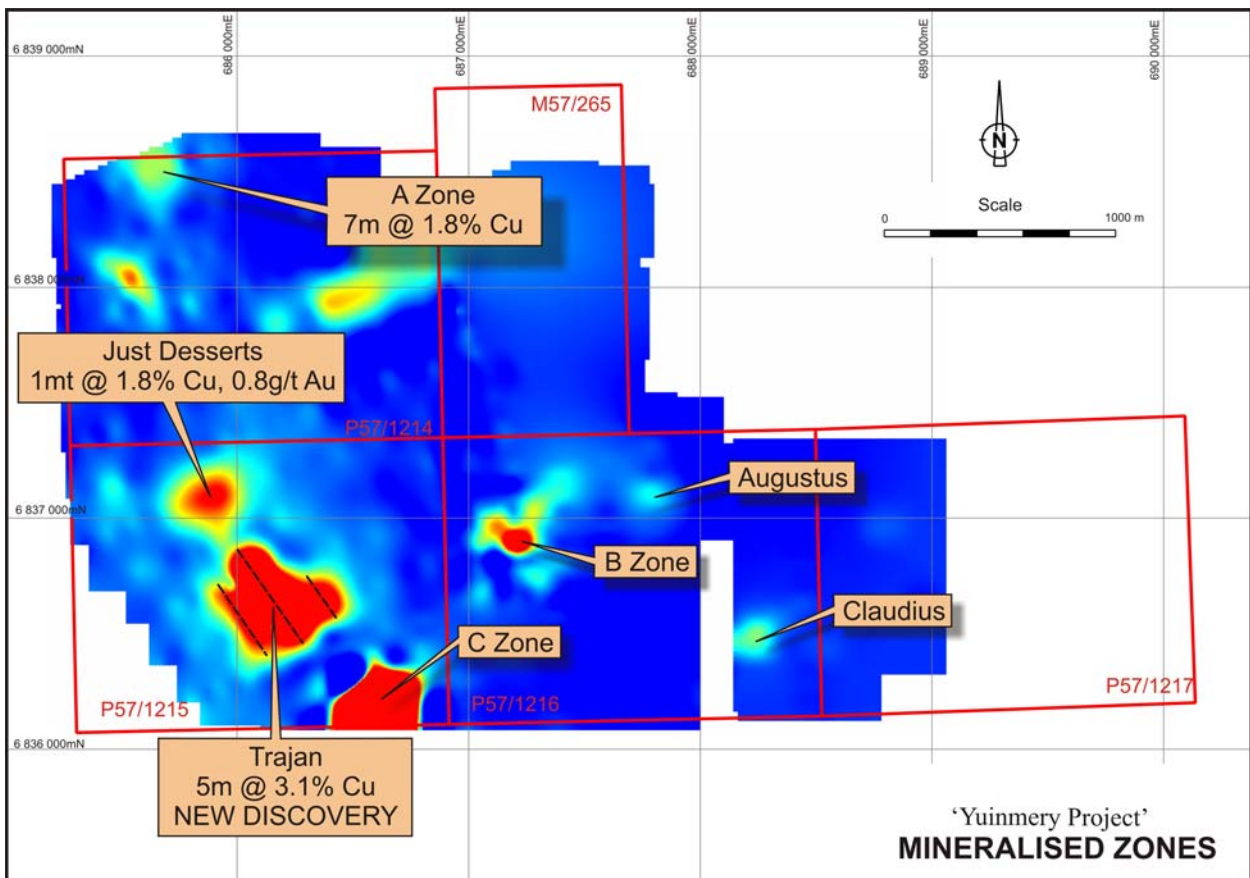 686 000mE
687 000mE
688 000mE
689 000mE
690 000mE
6 839 000mN
M57/265
N
A Zone
7m @ 1.8% Cu
Scale
0
1000 m
6 838 000mN
Just Desserts
1mt @ 1.8% Cu, 0.8g/t Au
P57/1214
Augustus
6 837 000mN
B Zone
Claudius
C Zone
P57/1215
P57/1216
P57/1217
6 836 000mN
Trajan
5m @ 3.1% Cu
NEW DISCOVERY
‘Yuinmery Project’
MINERALISED ZONES